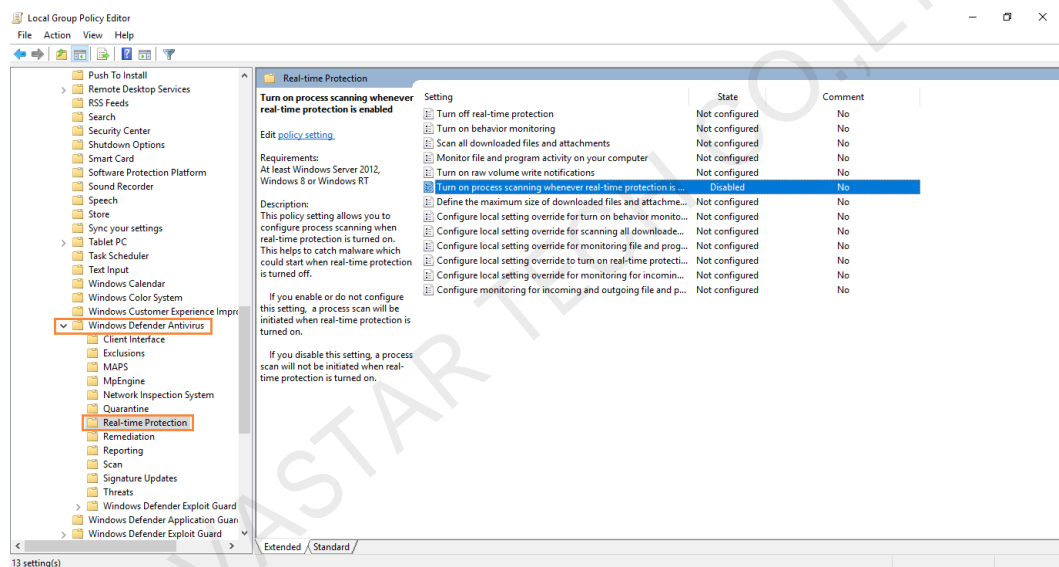 Local Group Policy Editor
File Action View Help
Push To Install
Remote Desktop Services
RSS Feeds
Search
Security Center
Shutdown Options
Smart Card
Software Protection Platform
Sound Recorder
Speech
Store
Sync your settings
Tablet PC
Task Scheduler
Text Input
Windows Calendar
Windows Color System
Windows Customer Experience Impro
Windows Defender Antivirus
Client Interface
Exclusions
MAPS
MpEngine
Network Inspection System
Quarantine
Real-time Protection
Remediation
Reporting
Scan
Signature Updates
Threats
Windows Defender Exploit Guard
Windows Defender Application Guar
Windows Defender Exploit Guard
Real-time Protection
Turn on process scanning whenever
real-time protection is enabled
Edit policy setting
Requirements:
At least Windows Server 2012,
Windows 8 or Windows RT
Description:
This policy setting allows you to
configure process scanning when
real-time protection is turned on.
This helps to catch malware which
could start when real-time protection
is turned off.
If you enable or do not configure
this setting, a process scan will be
initiated when real-time protection is
turned on.
If you disable this setting, a process
scan will not be initiated when real-
time protection is turned on.
Setting State Comment
Turn off real-time protection Not configured No
Turn on behavior monitoring Not configured No
Scan all downloaded files and attachments Not configured No
Monitor file and program activity on your computer Not configured No
Turn on raw volume write notifications Not configured No
Turn on process scanning whenever real-time protection is ... Disabled No
Define the maximum size of downloaded files and attachme... Not configured No
Configure local setting override for turn on behavior monito... Not configured No
Configure local setting override for scanning all downloade... Not configured No
Configure local setting override for monitoring file and prog... Not configured No
Configure local setting override to turn on real-time protecti... Not configured No
Configure local setting override for monitoring for incomin... Not configured No
Configure monitoring for incoming and outgoing file and p... Not configured No
Extended Standard
13 setting(s)
VASTAR TECH CO.,